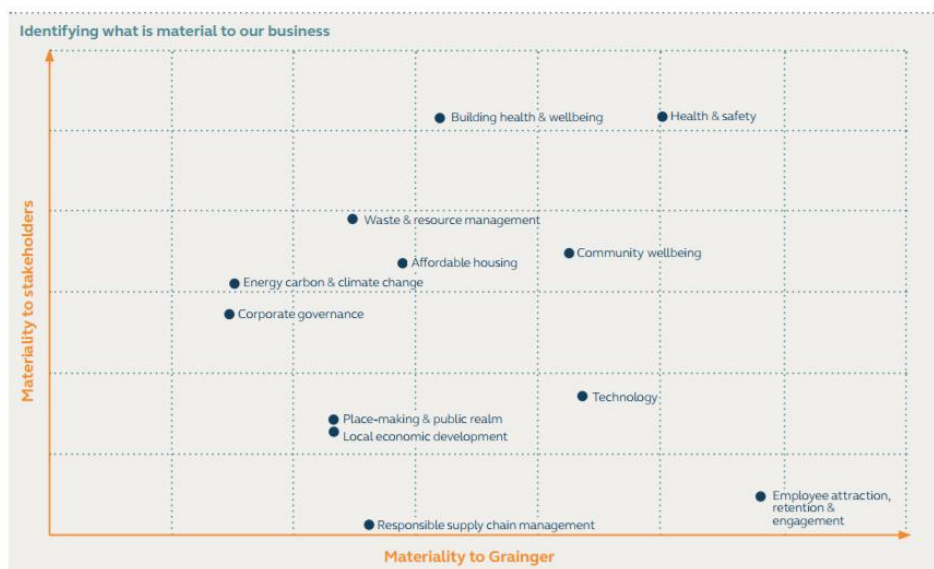 Identifying what is material to our business
Materiality to stakeholders
Building health & wellbeing
Health & safety
Waste & resource management
Community wellbeing
Affordable housing
Energy carbon & climate change
Corporate governance
Technology
Place-making & public realm
Local economic development
Employee attraction,
retention &
engagement
Responsible supply chain management
Materiality to Grainger